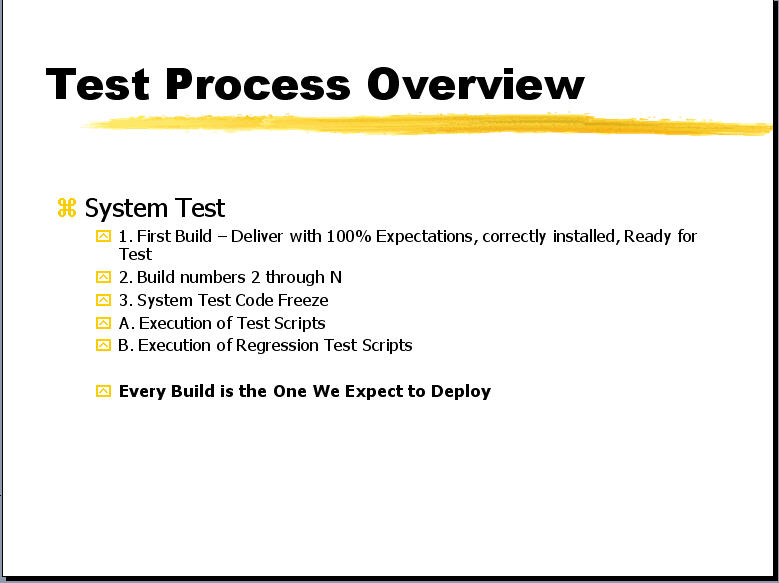 Test Process Overview
System Test
1. First Build – Deliver with 100% Expectations, correctly installed, Ready for
Test
2. Build numbers 2 through N
3. System Test Code Freeze
A. Execution of Test Scripts
B. Execution of Regression Test Scripts
Every Build is the One We Expect to Deploy